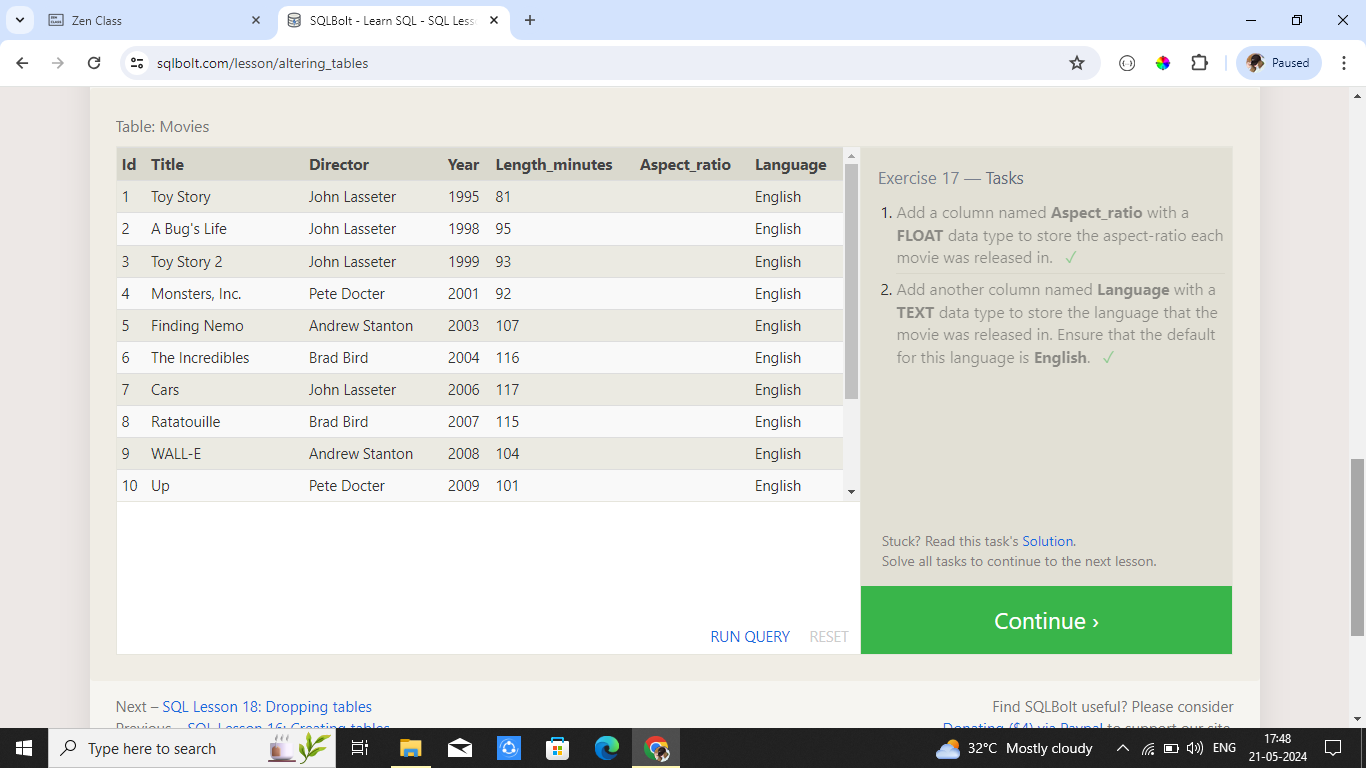 Zen Class
SQLBolt - Learn SQL - SQL Less
sqlbolt.com/lesson/altering_tables
Paused
Table: Movies
Id Title Director Year Length_minutes Aspect_ratio Language
1 Toy Story John Lasseter 1995 81 English
2 A Bug's Life John Lasseter 1998 95 English
3 Toy Story 2 John Lasseter 1999 93 English
4 Monsters, Inc. Pete Docter 2001 92 English
5 Finding Nemo Andrew Stanton 2003 107 English
6 The Incredibles Brad Bird 2004 116 English
7 Cars John Lasseter 2006 117 English
8 Ratatouille Brad Bird 2007 115 English
9 WALL-E Andrew Stanton 2008 104 English
10 Up Pete Docter 2009 101 English
RUN QUERY RESET
Exercise 17 — Tasks
1. Add a column named Aspect_ratio with a
FLOAT data type to store the aspect-ratio each
movie was released in. ✓
2. Add another column named Language with a
TEXT data type to store the language that the
movie was released in. Ensure that the default
for this language is English. ✓
Stuck? Read this task's Solution.
Solve all tasks to continue to the next lesson.
Continue ›
Next – SQL Lesson 18: Dropping tables
Previous – SQL Lesson 16: Creating tables
Find SQLBolt useful? Please consider
Donating ($4) via Paypal to support our site.
Type here to search
32°C Mostly cloudy
ENG
17:48
21-05-2024